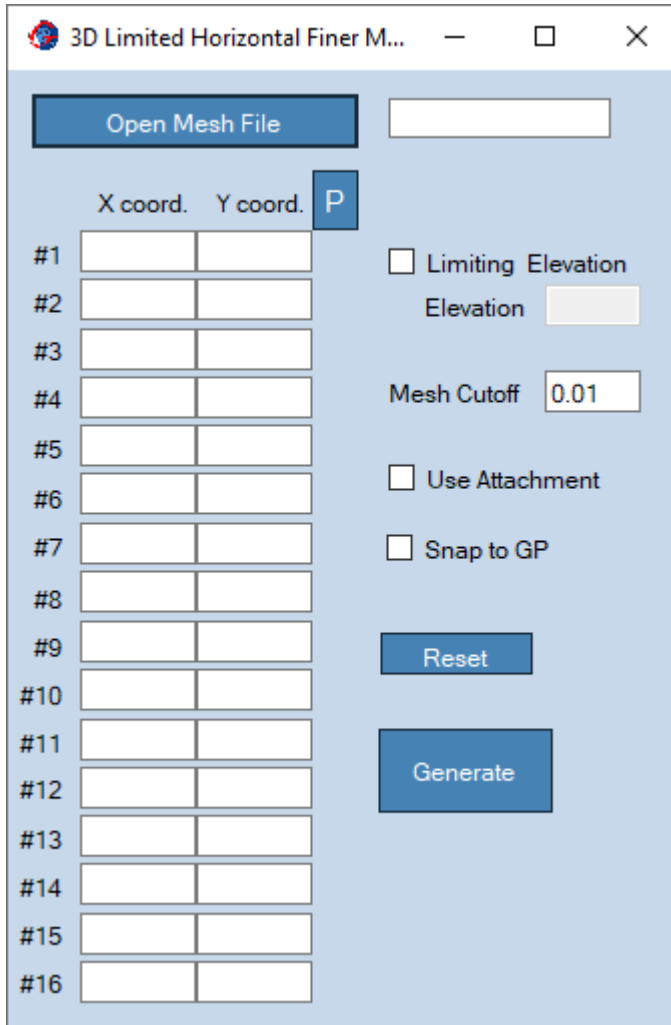 3D Limited Horizontal Finer M...
Open Mesh File
X coord. Y coord. P
#1
#2
#3
#4
#5
#6
#7
#8
#9
#10
#11
#12
#13
#14
#15
#16
Limiting Elevation
Elevation
Mesh Cutoff 0.01
Use Attachment
Snap to GP
Reset
Generate